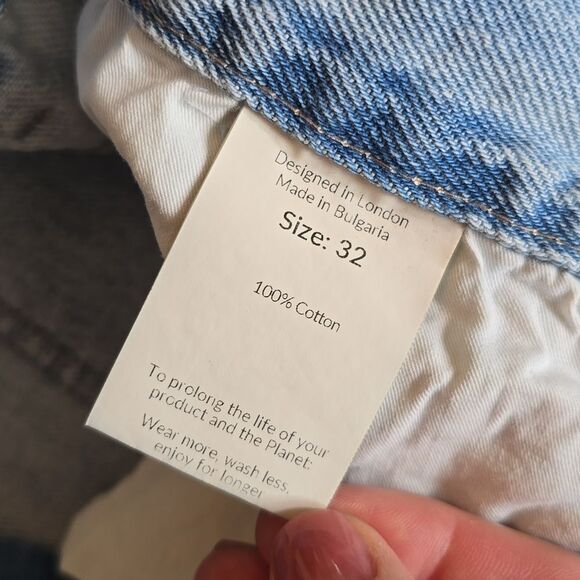 Designed in London
Made in Bulgaria
Size: 32
100% Cotton
To prolong the life of your
product and the Planet:
Wear more, wash less,
enjoy for longer